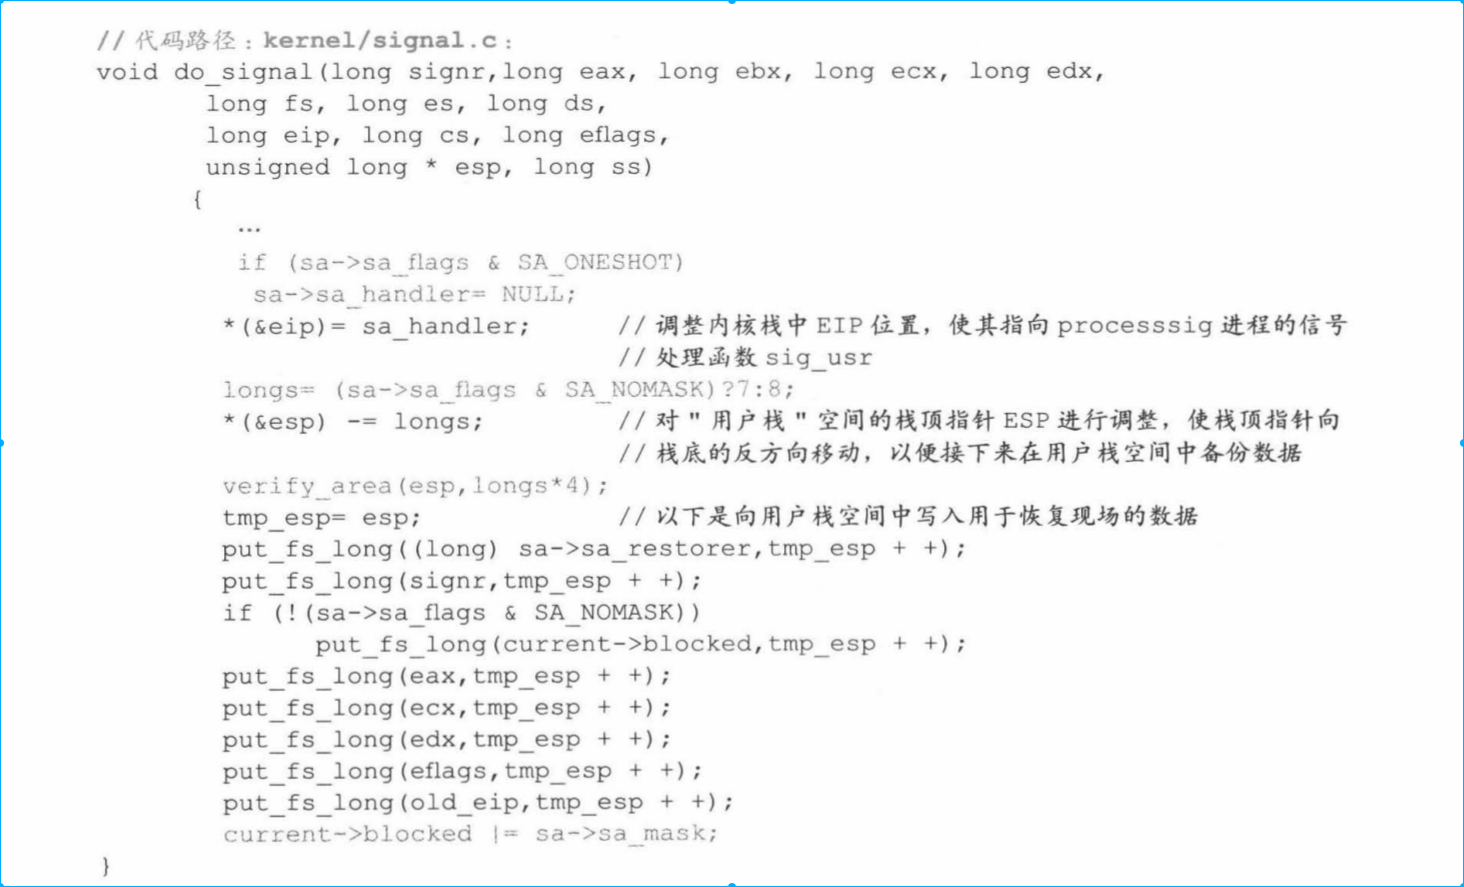 // 代码路径：kernel/signal.c：
void do_signal(long signr,long eax, long ebx, long ecx, long edx,
long fs, long es, long ds,
long eip, long cs, long eflags,
unsigned long * esp, long ss)
{
…
if (sa->sa_flags & SA_ONESHOT)
sa->sa_handler= NULL;
*(&eip)= sa_handler; // 调整内核栈中 EIP 位置，使其指向 processsig 进程的信号
// 处理函数 sig_usr
longs= (sa->sa_flags & SA_NOMASK)?7:8;
*(&esp) -= longs; // 对 " 用户栈 " 空间的栈顶指针 ESP 进行调整，使栈顶指针向
// 栈底的反方向移动，以便接下来在用户栈空间中备份数据
verify_area(esp,longs*4);
tmp_esp= esp; // 以下是向用户栈空间中写入用于恢复现场的数据
put_fs_long((long) sa->sa_restorer,tmp_esp + +);
put_fs_long(signr,tmp_esp + +);
if (!(sa->sa_flags & SA_NOMASK))
put_fs_long(current->blocked,tmp_esp + +);
put_fs_long(eax,tmp_esp + +);
put_fs_long(ecx,tmp_esp + +);
put_fs_long(edx,tmp_esp + +);
put_fs_long(eflags,tmp_esp + +);
put_fs_long(old_eip,tmp_esp + +);
current->blocked |= sa->sa_mask;
}